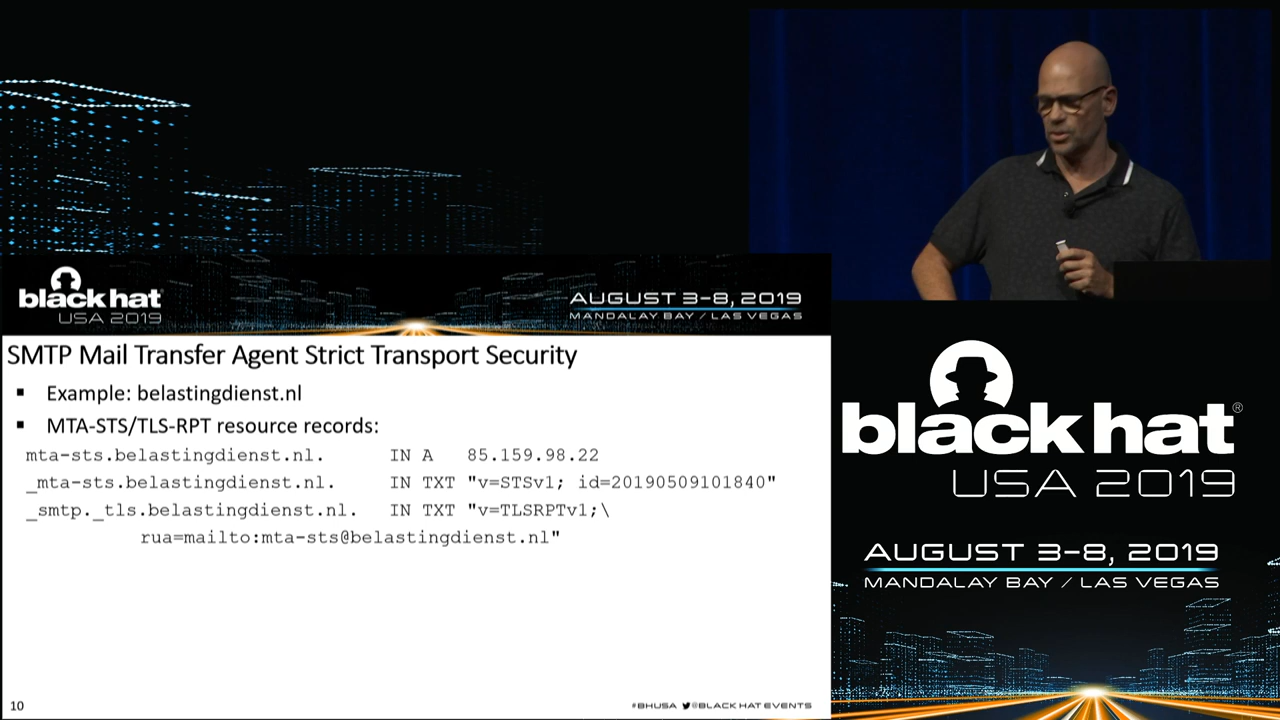 black hat
USA 2019
AUGUST 3-8, 2019
MANDALAY BAY / LAS VEGAS
SMTP Mail Transfer Agent Strict Transport Security
▪ Example: belastingdienst.nl
▪ MTA-STS/TLS-RPT resource records:
mta-sts.belastingdienst.nl. IN A 85.159.98.22
_mta-sts.belastingdienst.nl. IN TXT "v=STSv1; id=20190509101840"
_smtp._tls.belastingdienst.nl. IN TXT "v=TLSRPTv1;\
rua=mailto:mta-sts@belastingdienst.nl"
10
#BHUSA @BLACK HAT EVENTS
black hat®
USA 2019
AUGUST 3-8, 2019
MANDALAY BAY / LAS VEGAS